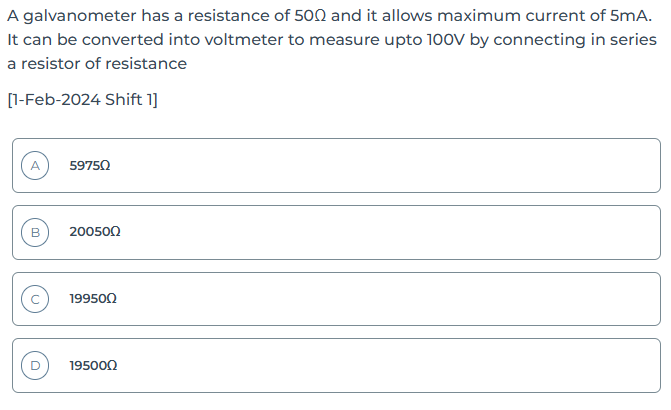 A galvanometer has a resistance of 50Ω and it allows maximum current of 5mA.
It can be converted into voltmeter to measure upto 100V by connecting in series
a resistor of resistance
[1-Feb-2024 Shift 1]
A 5975Ω
B 20050Ω
C 19950Ω
D 19500Ω